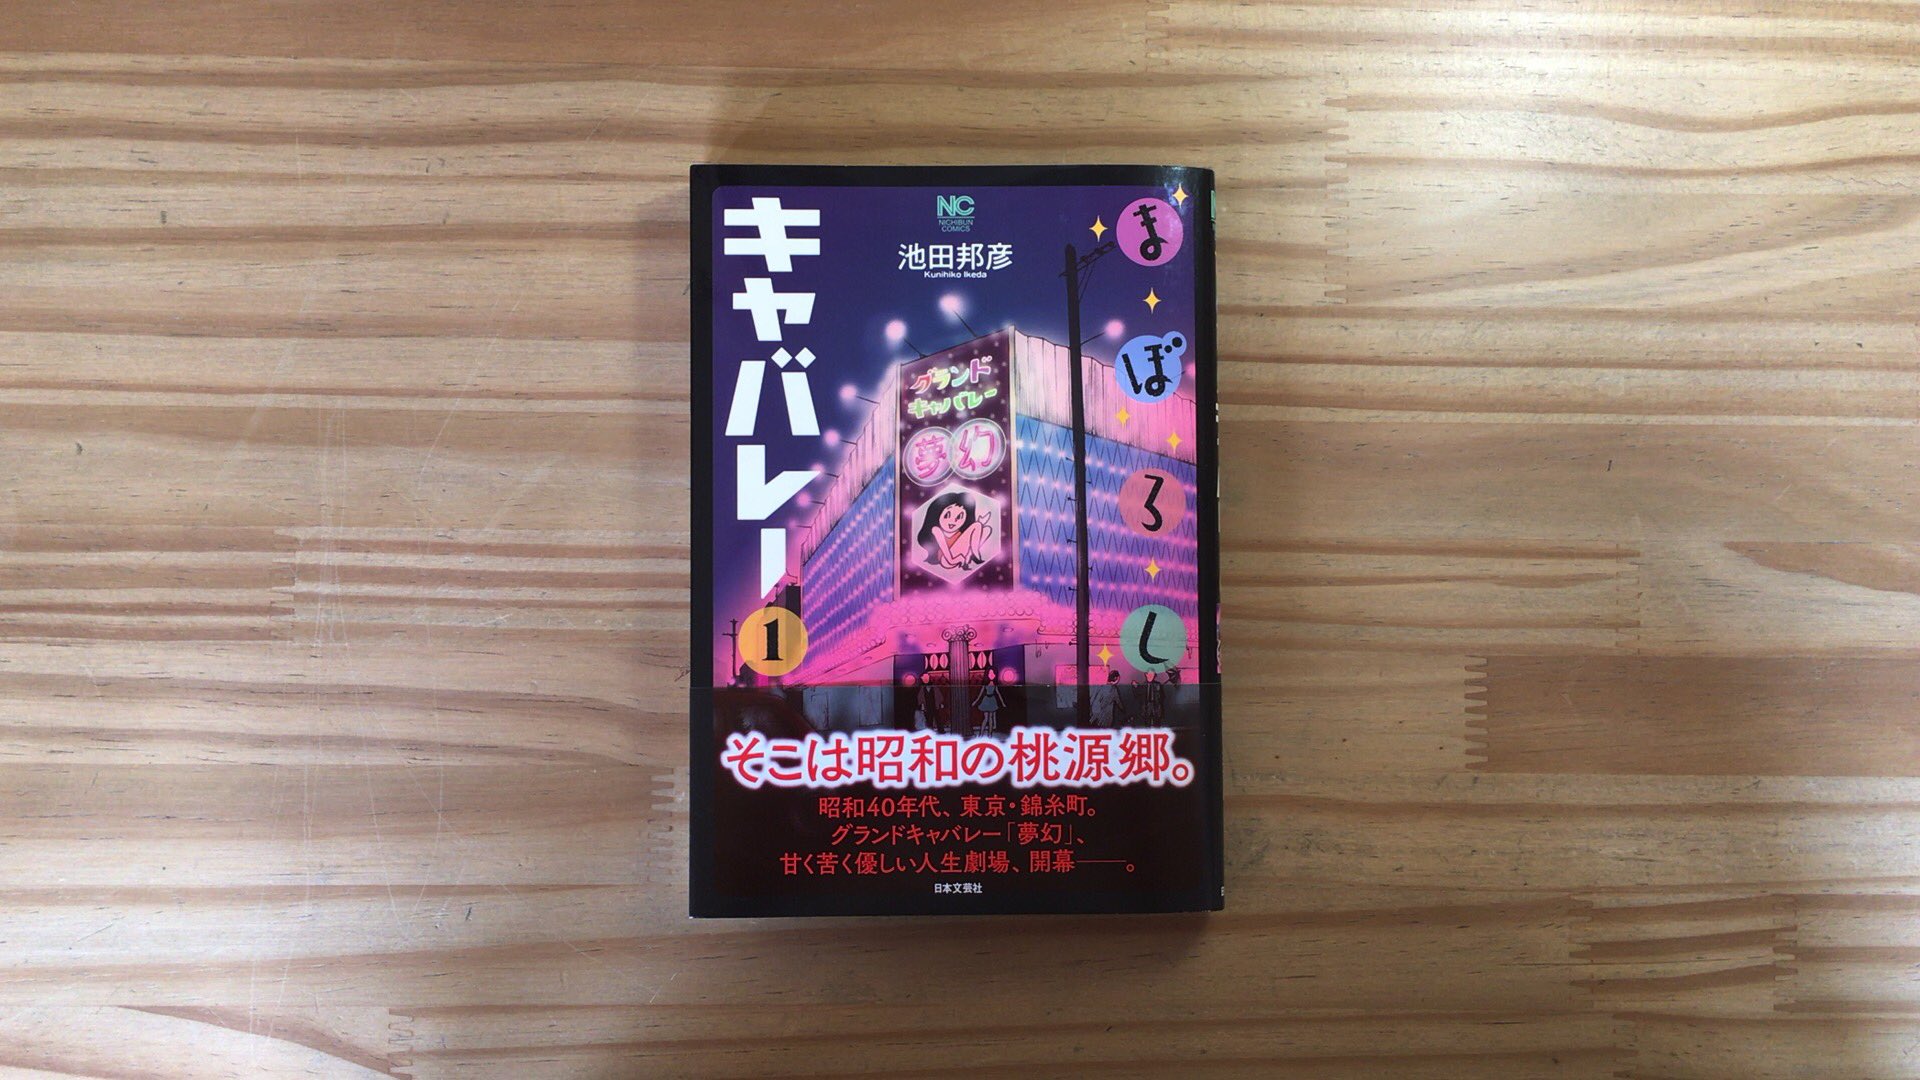 まぼろし
キャバレー
1
NC
NICHIBUN
COMICS
池田邦彦
Kunihiko Ikeda
グランド
キャバレー
夢幻
そこは昭和の桃源郷。
昭和40年代、東京・錦糸町。
グランドキャバレー「夢幻」、
甘く苦く優しい人生劇場、開幕――。
日本文芸社